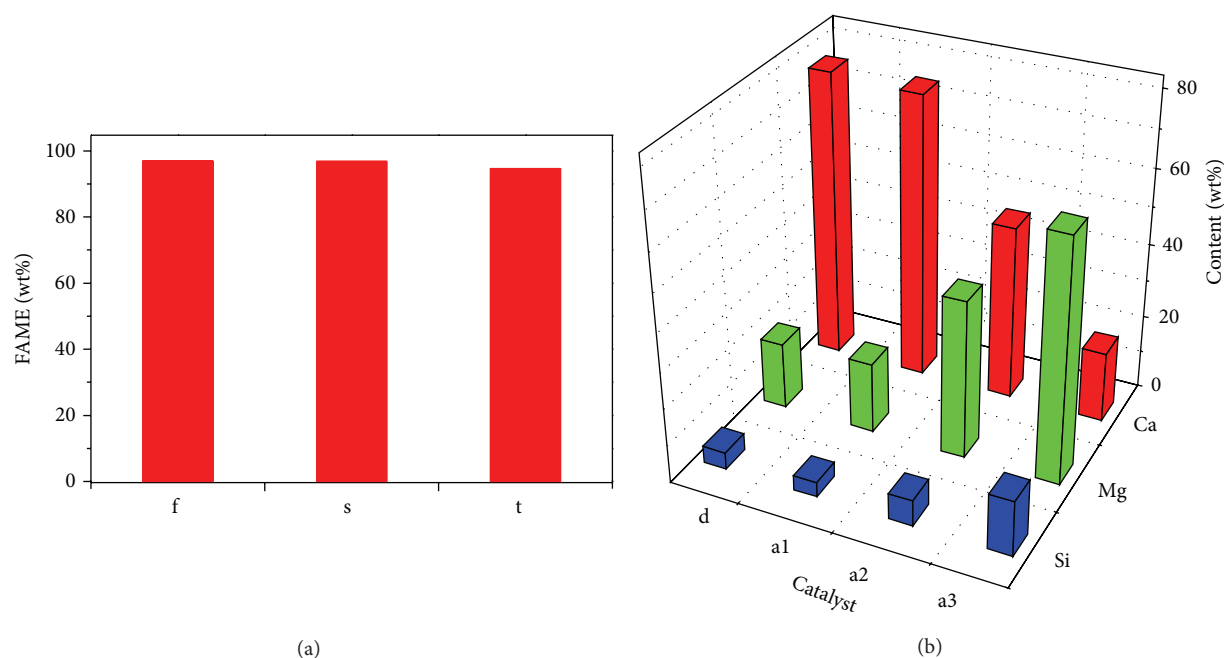 100
80
60
40
20
0
FAME (wt%)
f s t
(a)
80
60
40
20
0
Content (wt%)
Ca
Mg
Si
d
a1
a2
a3
Catalyst
(b)